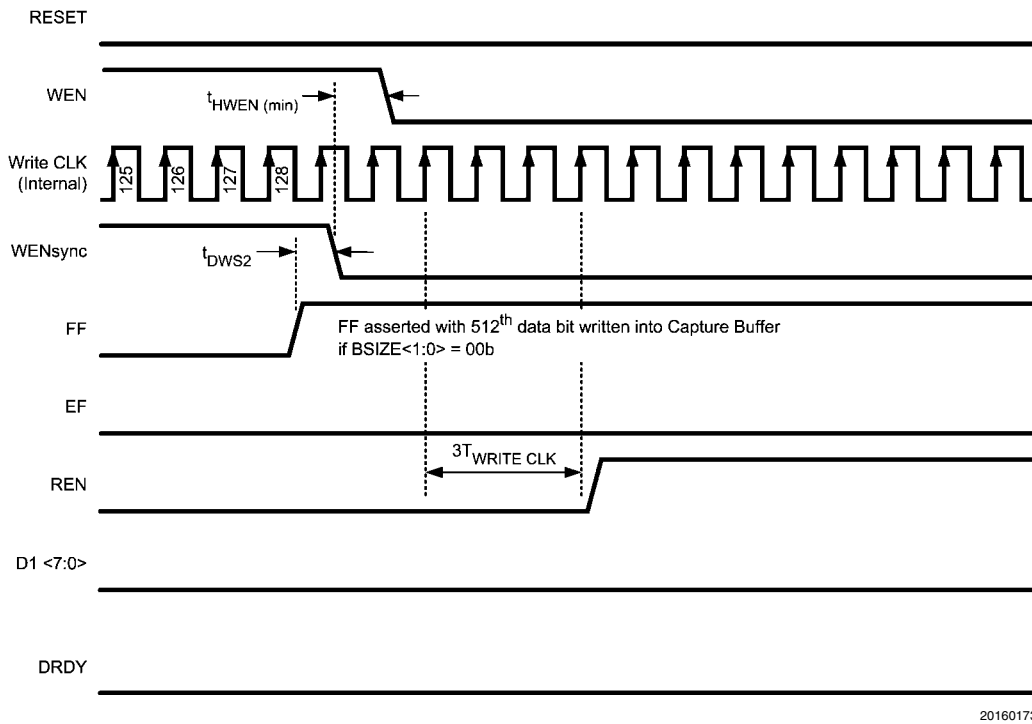 RESET
WEN
tHWEN (min)
Write CLK
(Internal)
125
126
127
128
WENsync
tDWS2
FF
FF asserted with 512th data bit written into Capture Buffer
if BSIZE<1:0> = 00b
EF
3TWRITE CLK
REN
D1 <7:0>
DRDY
20160173